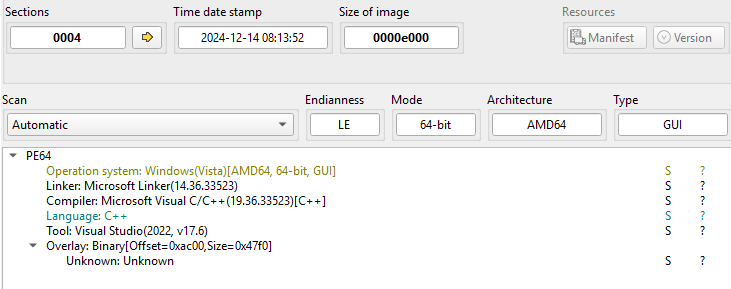 Sections Time date stamp Size of image Resources
0004 2024-12-14 08:13:52 0000e000 Manifest Version
Scan Endianness Mode Architecture Type
Automatic LE 64-bit AMD64 GUI
PE64
Operation system: Windows(Vista)[AMD64, 64-bit, GUI] S ?
Linker: Microsoft Linker(14.36.33523) S ?
Compiler: Microsoft Visual C/C++(19.36.33523)[C++] S ?
Language: C++ S ?
Tool: Visual Studio(2022, v17.6) S ?
Overlay: Binary[Offset=0xac00,Size=0x47f0] S ?
Unknown: Unknown S ?